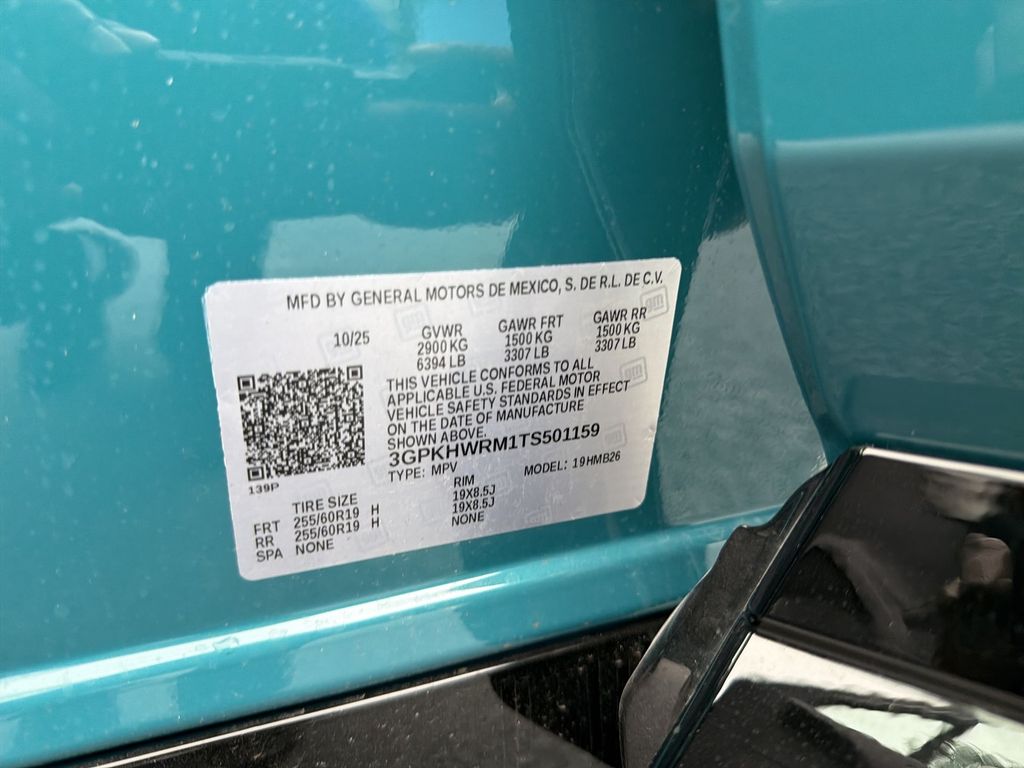 MFD BY GENERAL MOTORS DE MEXICO, S. DE R.L. DE C.V.
10/25 GVWR GAWR FRT GAWR RR
2900 KG 1500 KG 1500 KG
6394 LB 3307 LB 3307 LB
THIS VEHICLE CONFORMS TO ALL
APPLICABLE U.S. FEDERAL MOTOR
VEHICLE SAFETY STANDARDS IN EFFECT
ON THE DATE OF MANUFACTURE
SHOWN ABOVE.
3GPKHWRM1TS501159
TYPE: MPV MODEL: 19HMB26
139P
TIRE SIZE RIM
FRT 255/60R19 H 19X8.5J
RR 255/60R19 H 19X8.5J
SPA NONE NONE
gm
gm
gm